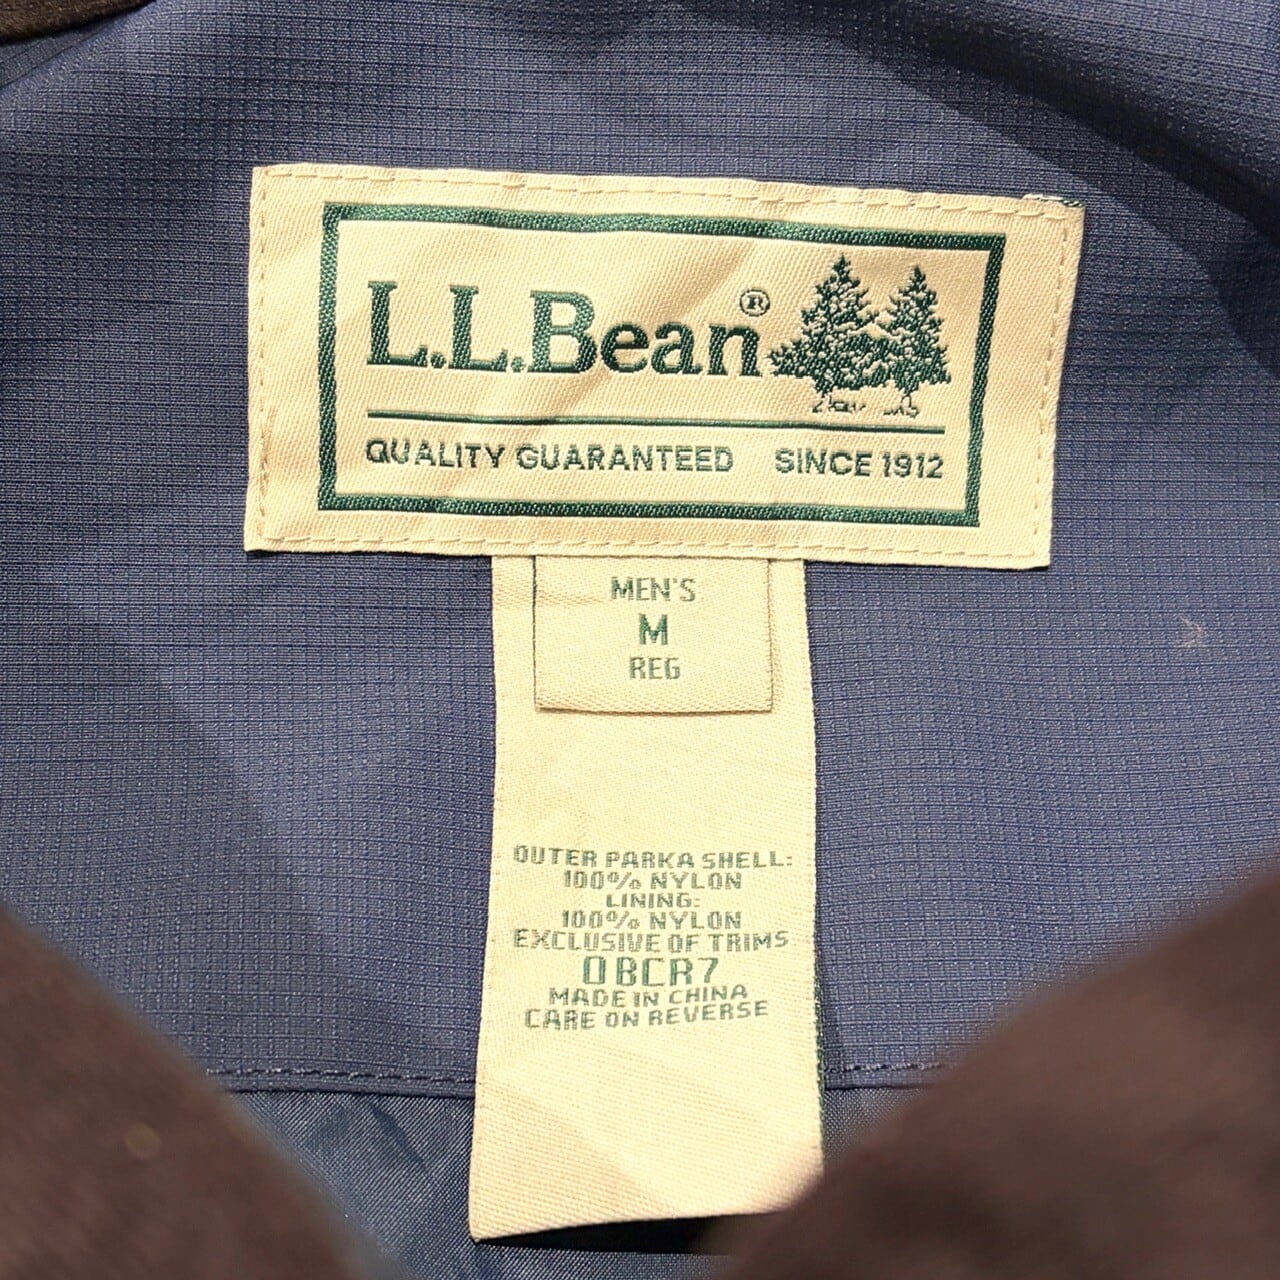 L.L.Bean®
QUALITY GUARANTEED SINCE 1912
MEN'S
M
REG
OUTER PARKA SHELL:
100% NYLON
LINING:
100% NYLON
EXCLUSIVE OF TRIMS
0BCR7
MADE IN CHINA
CARE ON REVERSE